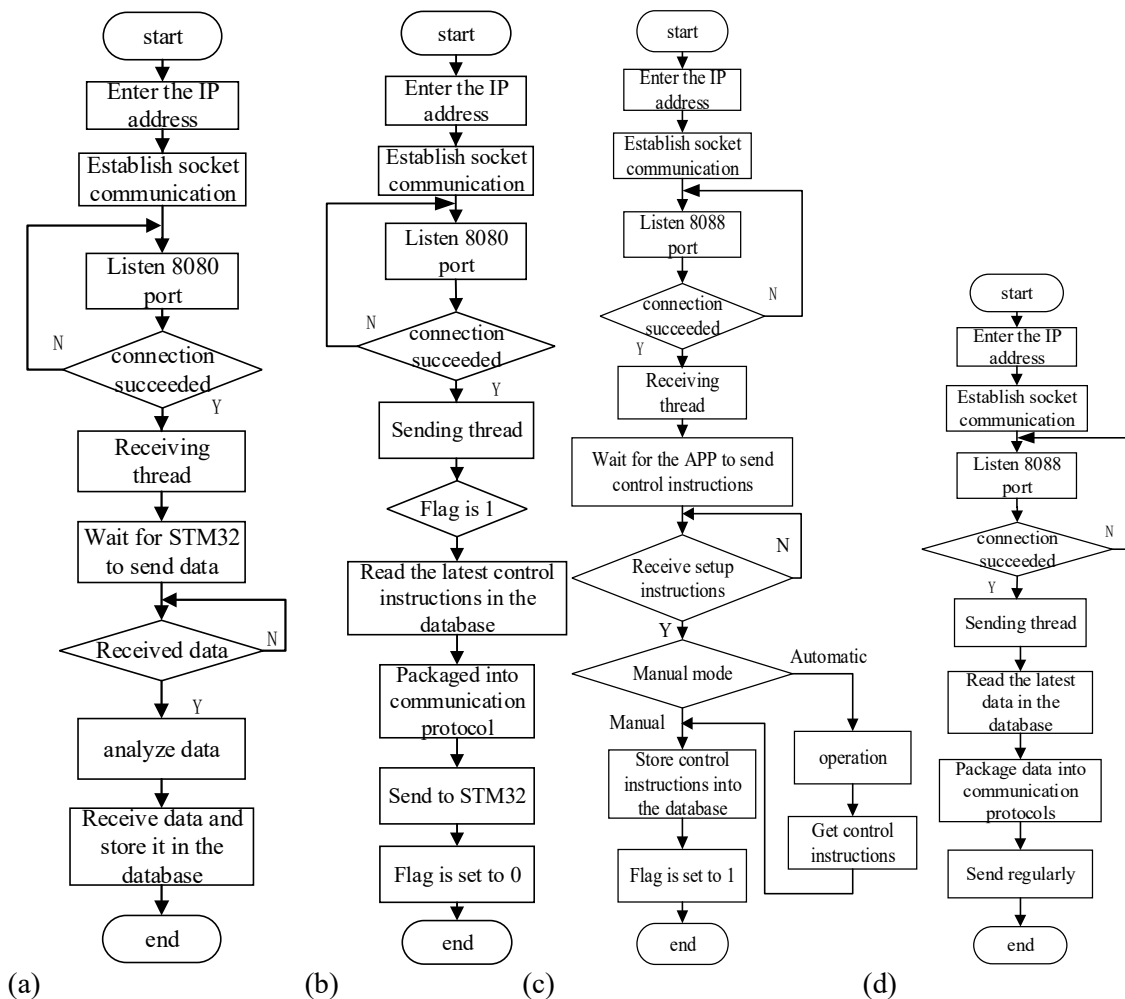 start
Enter the IP
address
Establish socket
communication
Listen 8080
port
N
connection
succeeded
Y
Receiving
thread
Wait for STM32
to send data
N
Received data
Y
analyze data
Receive data and
store it in the
database
end
(a)
start
Enter the IP
address
Establish socket
communication
Listen 8080
port
N
connection
succeeded
Y
Sending thread
Flag is 1
Read the latest control
instructions in the
database
Packaged into
communication
protocol
Send to STM32
Flag is set to 0
end
(b)
start
Enter the IP
address
Establish socket
communication
Listen 8088
port
N
connection
succeeded
Y
Receiving
thread
Wait for the APP to send
control instructions
N
Receive setup
instructions
Y
Manual mode
Automatic
Manual
operation
Store control
instructions into
the database
Get control
instructions
Flag is set to 1
end
(c)
start
Enter the IP
address
Establish socket
communication
Listen 8088
port
N
connection
succeeded
Y
Sending thread
Read the latest
data in the
database
Package data into
communication
protocols
Send regularly
end
(d)